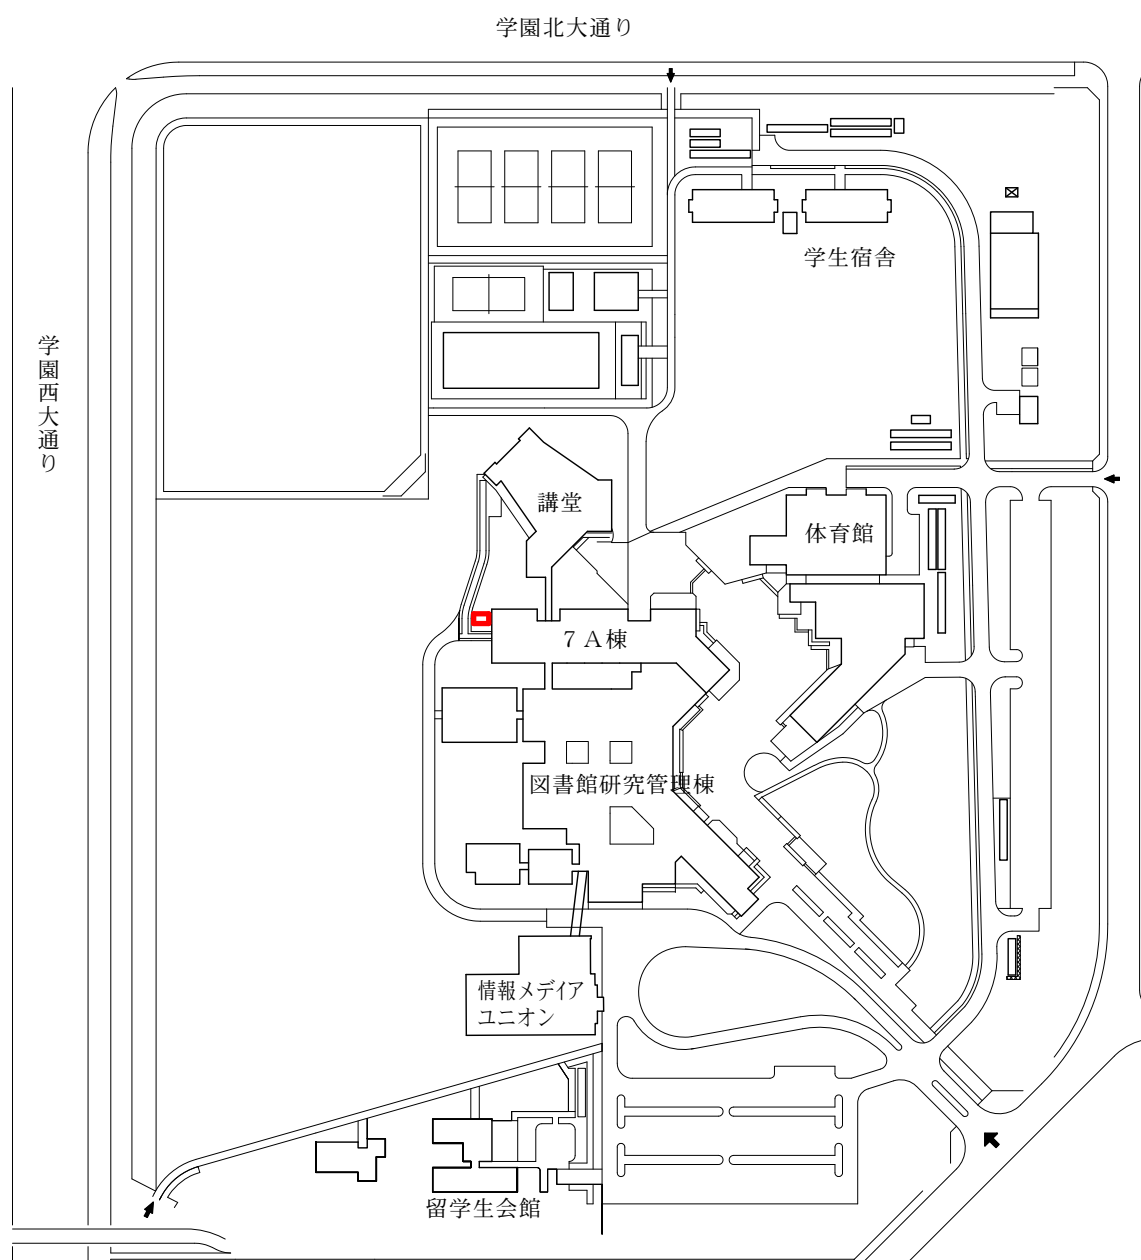 学園北大通り
学生宿舎
学園西大通り
講堂
体育館
７Ａ棟
図書館研究管理棟
情報メデイア
ユニオン
留学生会館